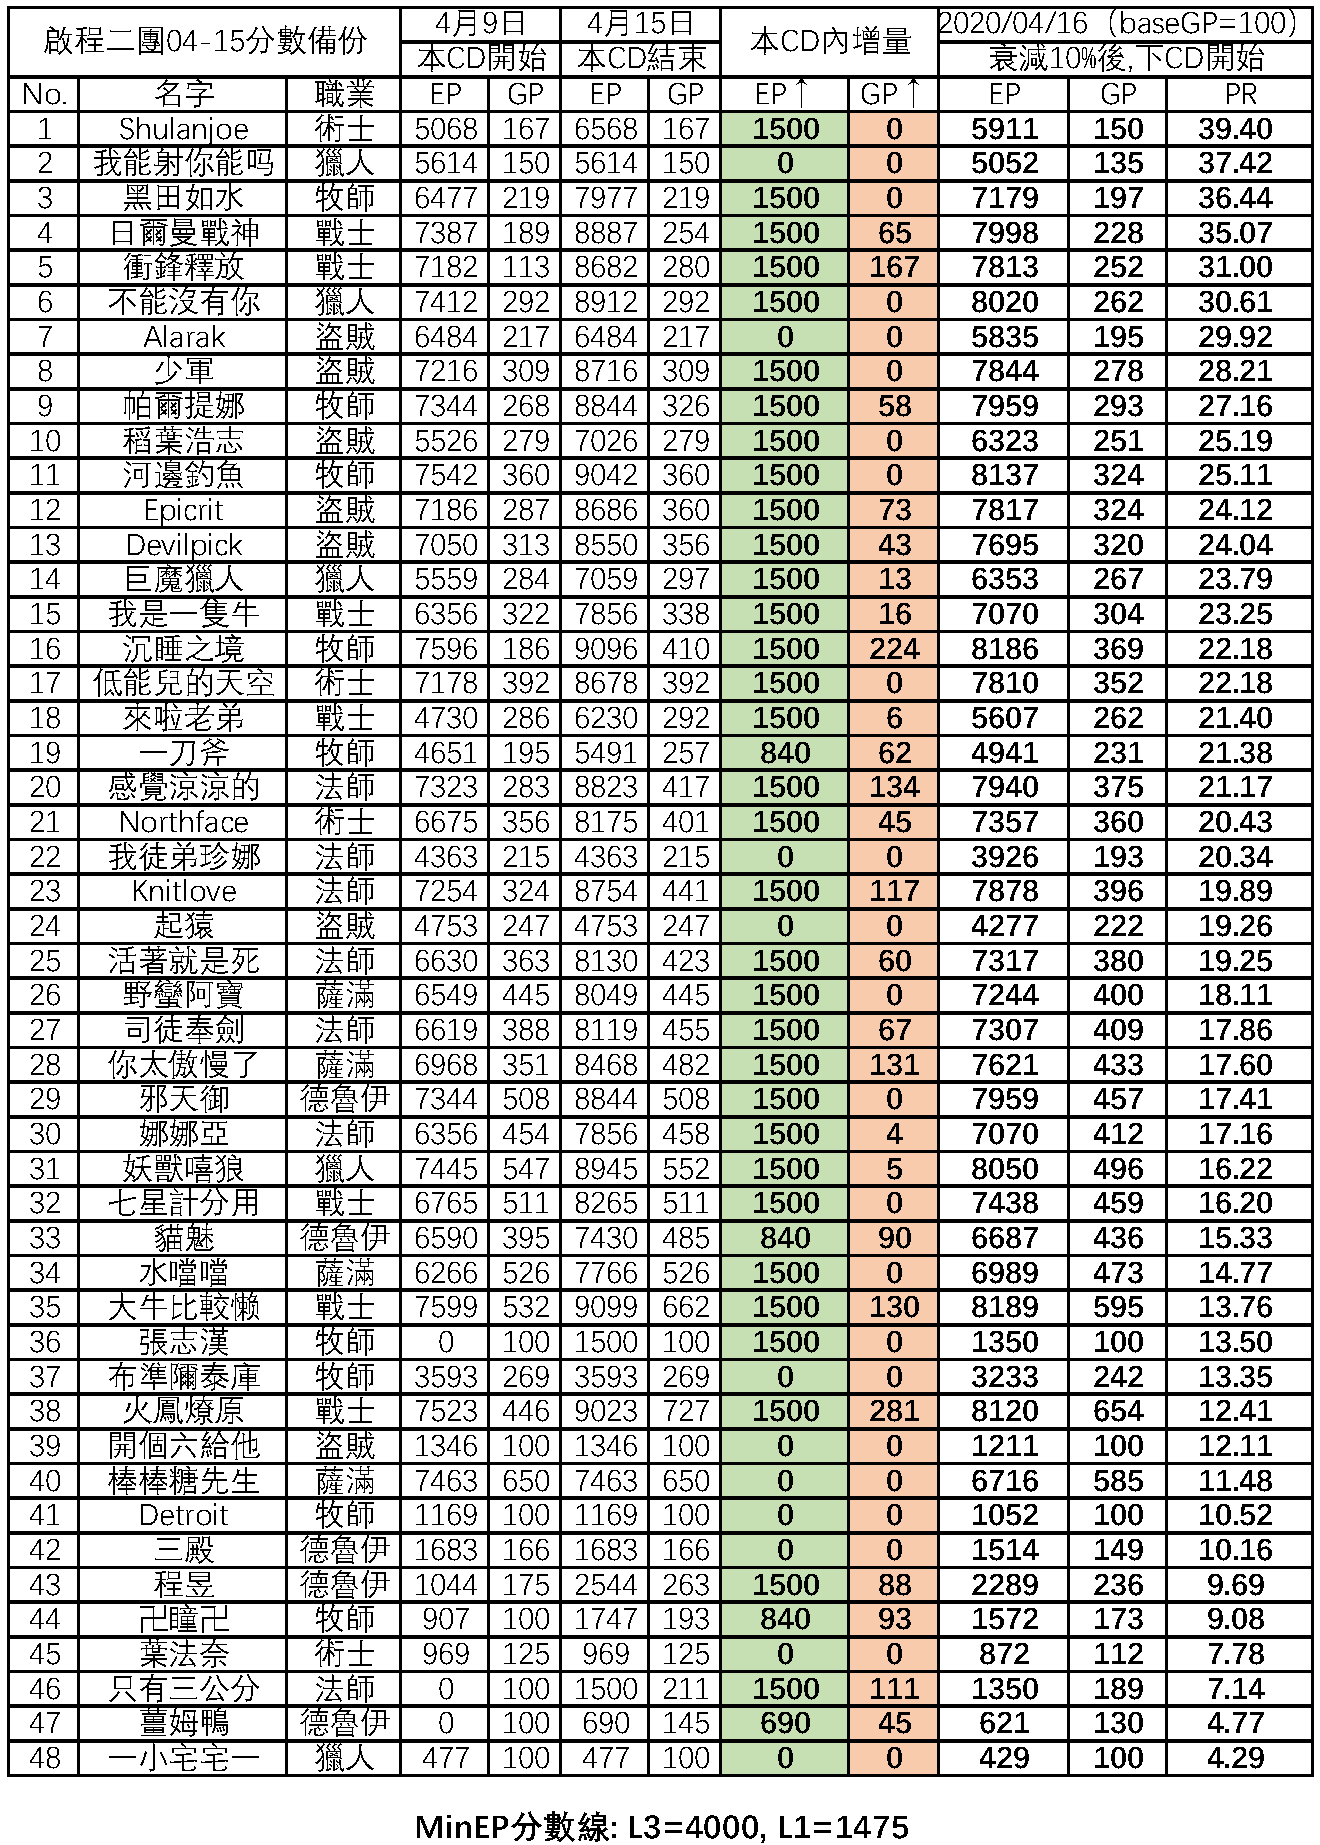 啟程二團04-15分數備份 4月9日 4月15日 本CD內增量 2020/04/16（baseGP=100）
本CD開始 本CD結束 衰減10%後,下CD開始
No. 名字 職業 EP GP EP GP EP↑ GP↑ EP GP PR
1 Shulanjoe 術士 5068 167 6568 167 1500 0 5911 150 39.40
2 我能射你能吗 獵人 5614 150 5614 150 0 0 5052 135 37.42
3 黑田如水 牧師 6477 219 7977 219 1500 0 7179 197 36.44
4 日爾曼戰神 戰士 7387 189 8887 254 1500 65 7998 228 35.07
5 衝鋒釋放 戰士 7182 113 8682 280 1500 167 7813 252 31.00
6 不能沒有你 獵人 7412 292 8912 292 1500 0 8020 262 30.61
7 Alarak 盜賊 6484 217 6484 217 0 0 5835 195 29.92
8 少軍 盜賊 7216 309 8716 309 1500 0 7844 278 28.21
9 帕爾提娜 牧師 7344 268 8844 326 1500 58 7959 293 27.16
10 稻葉浩志 盜賊 5526 279 7026 279 1500 0 6323 251 25.19
11 河邊釣魚 牧師 7542 360 9042 360 1500 0 8137 324 25.11
12 Epicrit 盜賊 7186 287 8686 360 1500 73 7817 324 24.12
13 Devilpick 盜賊 7050 313 8550 356 1500 43 7695 320 24.04
14 巨魔獵人 獵人 5559 284 7059 297 1500 13 6353 267 23.79
15 我是一隻牛 戰士 6356 322 7856 338 1500 16 7070 304 23.25
16 沉睡之境 牧師 7596 186 9096 410 1500 224 8186 369 22.18
17 低能兒的天空 術士 7178 392 8678 392 1500 0 7810 352 22.18
18 來啦老弟 戰士 4730 286 6230 292 1500 6 5607 262 21.40
19 一刀斧 牧師 4651 195 5491 257 840 62 4941 231 21.38
20 感覺涼涼的 法師 7323 283 8823 417 1500 134 7940 375 21.17
21 Northface 術士 6675 356 8175 401 1500 45 7357 360 20.43
22 我徒弟珍娜 法師 4363 215 4363 215 0 0 3926 193 20.34
23 Knitlove 法師 7254 324 8754 441 1500 117 7878 396 19.89
24 起猿 盜賊 4753 247 4753 247 0 0 4277 222 19.26
25 活著就是死 法師 6630 363 8130 423 1500 60 7317 380 19.25
26 野蠻阿寶 薩滿 6549 445 8049 445 1500 0 7244 400 18.11
27 司徒奉劍 法師 6619 388 8119 455 1500 67 7307 409 17.86
28 你太傲慢了 薩滿 6968 351 8468 482 1500 131 7621 433 17.60
29 邪天御 德魯伊 7344 508 8844 508 1500 0 7959 457 17.41
30 娜娜亞 法師 6356 454 7856 458 1500 4 7070 412 17.16
31 妖獸嘻狼 獵人 7445 547 8945 552 1500 5 8050 496 16.22
32 七星計分用 戰士 6765 511 8265 511 1500 0 7438 459 16.20
33 貓魅 德魯伊 6590 395 7430 485 840 90 6687 436 15.33
34 水噹噹 薩滿 6266 526 7766 526 1500 0 6989 473 14.77
35 大牛比較懒 戰士 7599 532 9099 662 1500 130 8189 595 13.76
36 張志漢 牧師 0 100 1500 100 1500 0 1350 100 13.50
37 布準隬泰庫 牧師 3593 269 3593 269 0 0 3233 242 13.35
38 火鳳燎原 戰士 7523 446 9023 727 1500 281 8120 654 12.41
39 開個六給他 盜賊 1346 100 1346 100 0 0 1211 100 12.11
40 棒棒糖先生 薩滿 7463 650 7463 650 0 0 6716 585 11.48
41 Detroit 牧師 1169 100 1169 100 0 0 1052 100 10.52
42 三殿 德魯伊 1683 166 1683 166 0 0 1514 149 10.16
43 程昱 德魯伊 1044 175 2544 263 1500 88 2289 236 9.69
44 卍瞳卍 牧師 907 100 1747 193 840 93 1572 173 9.08
45 葉法奈 術士 969 125 969 125 0 0 872 112 7.78
46 只有三公分 法師 0 100 1500 211 1500 111 1350 189 7.14
47 薑姆鴨 德魯伊 0 100 690 145 690 45 621 130 4.77
48 一小宅宅一 獵人 477 100 477 100 0 0 429 100 4.29
MinEP分數線: L3=4000, L1=1475